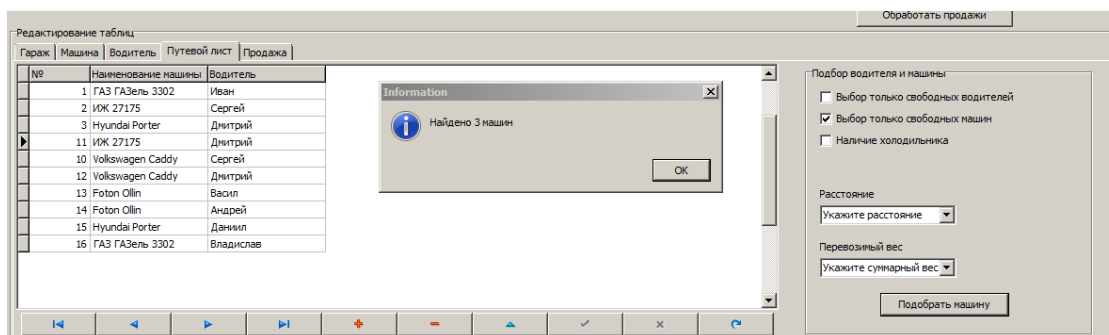 Обработать продажи
Редактирование таблиц
Гараж Машина Водитель Путевой лист Продажа
№ Наименование машины Водитель
1 ГАЗ ГАЗель 3302 Иван
2 ИЖ 27175 Сергей
3 Hyundai Porter Дмитрий
11 ИЖ 27175 Дмитрий
10 Volkswagen Caddy Сергей
12 Volkswagen Caddy Дмитрий
13 Foton Ollin Васил
14 Foton Ollin Андрей
15 Hyundai Porter Даниил
16 ГАЗ ГАЗель 3302 Владислав
Information
Найдено 3 машин
OK
Подбор водителя и машины
Выбор только свободных водителей
Выбор только свободных машин
Наличие холодильника
Расстояние
Укажите расстояние
Перевозимый вес
Укажите суммарный вес
Подобрать машину